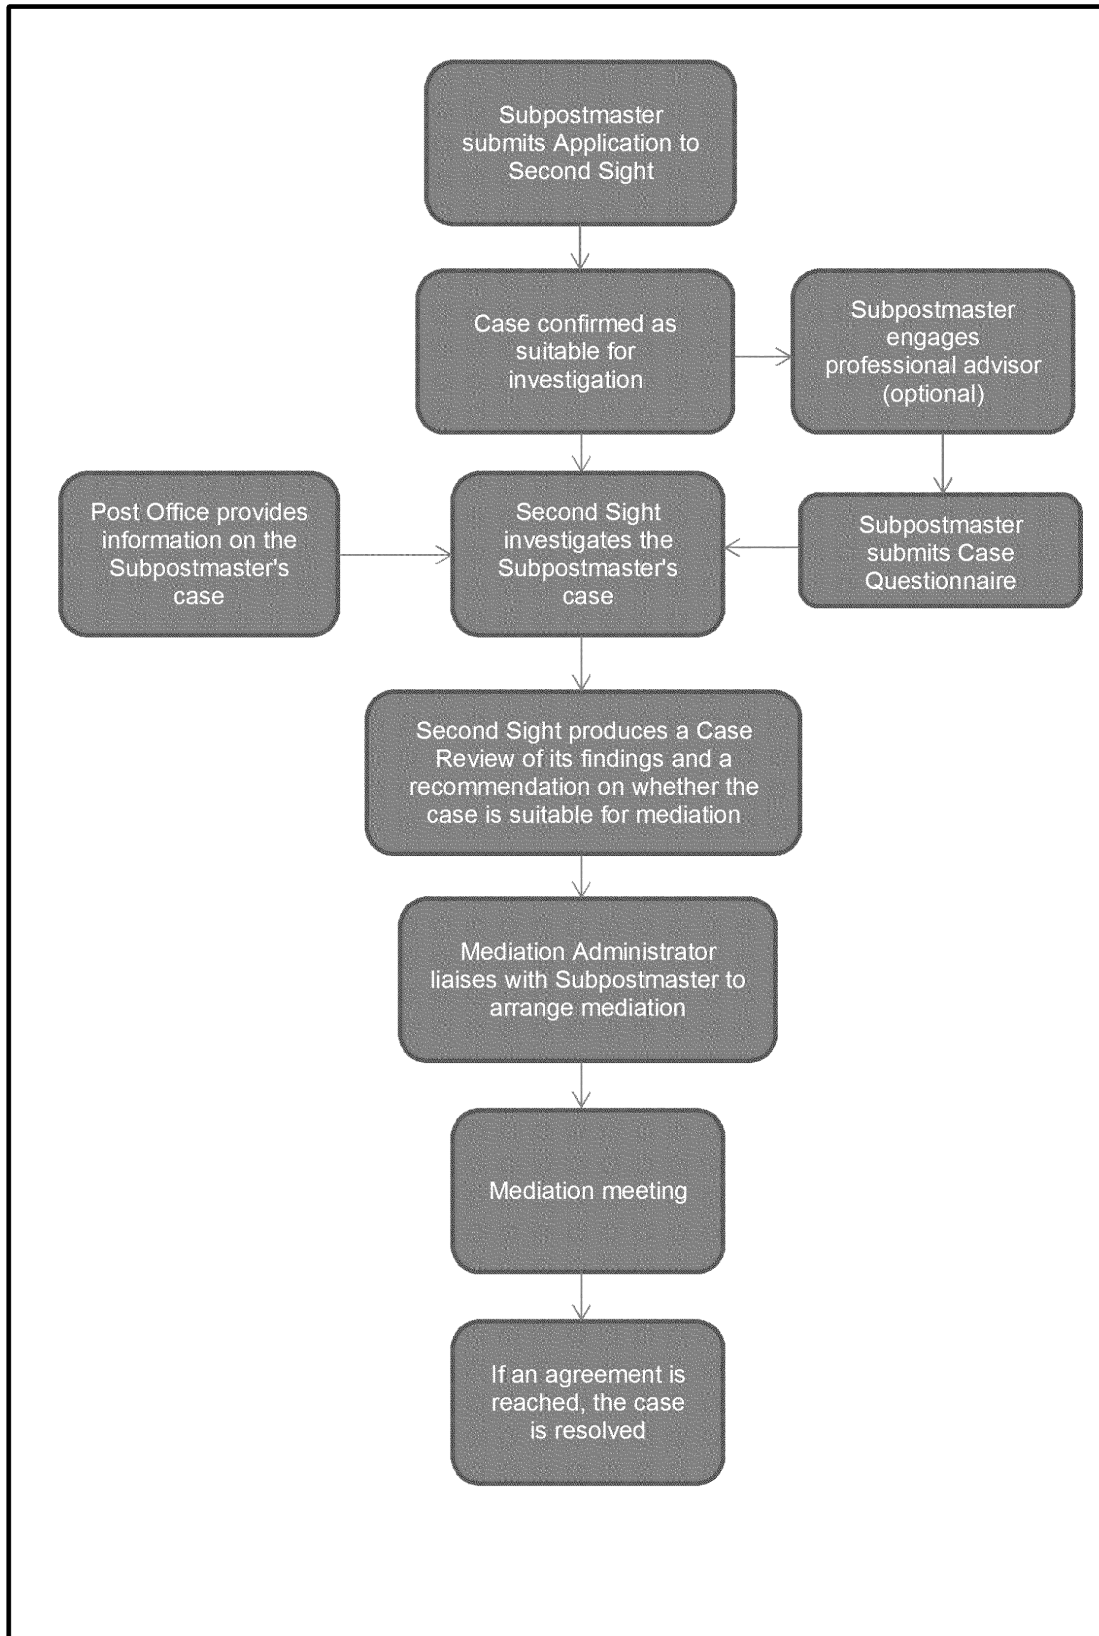 Subpostmaster
submits Application to
Second Sight
Case confirmed as
suitable for
investigation
Subpostmaster
engages
professional advisor
(optional)
Post Office provides
information on the
Subpostmaster's
case
Second Sight
investigates the
Subpostmaster's
case
Subpostmaster
submits Case
Questionnaire
Second Sight produces a Case
Review of its findings and a
recommendation on whether the
case is suitable for mediation
Mediation Administrator
liaises with Subpostmaster to
arrange mediation
Mediation meeting
If an agreement is
reached, the case
is resolved